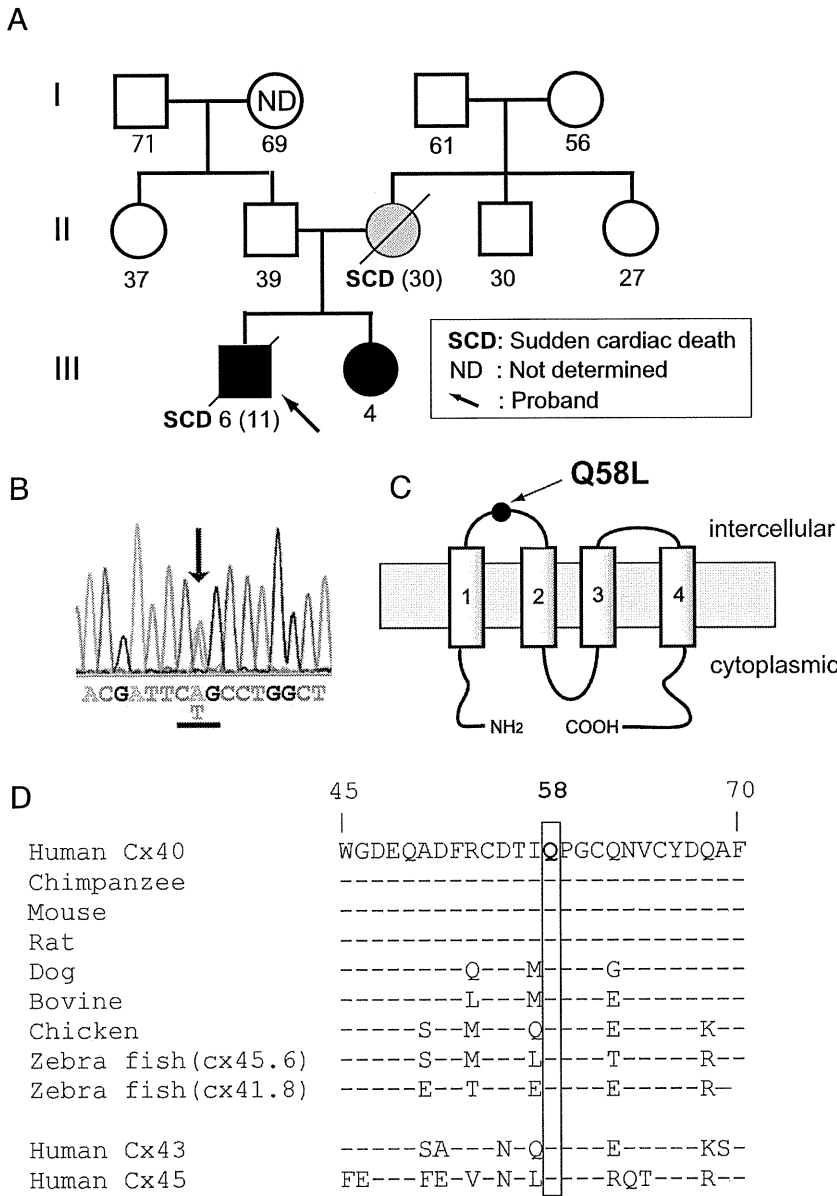 A
I
ND
71
69
61
56
II
37
39
SCD (30)
30
27
III
SCD 6 (11)
4
SCD: Sudden cardiac death
ND : Not determined
: Proband
B
ACGATTCAGCCTGGCT
T
C
Q58L
intercellular
1 2 3 4
cytoplasmic
NH2 COOH
D
45 58 70
Human Cx40 WGDEQADFRCDTIQPGCQNVCYDQAF
Chimpanzee --------------------------
Mouse --------------------------
Rat --------------------------
Dog --------Q---M----G--------
Bovine --------L---M----E--------
Chicken -----S--M---Q----E-----K--
Zebra fish(cx45.6) -----S--M---L----T-----R--
Zebra fish(cx41.8) -----E--T---E----E-----R-
Human Cx43 -----SA---N-Q----E-----KS-
Human Cx45 FE---FE--V-N-L----RQT---R--